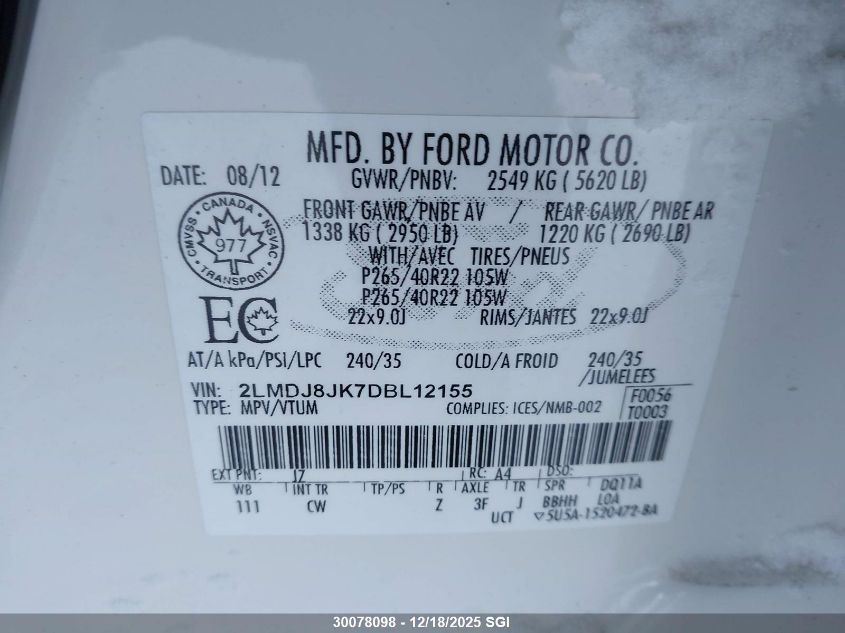 MFD. BY FORD MOTOR CO.
DATE: 08/12 GVWR/PNBV: 2549 KG ( 5620 LB)
FRONT GAWR/PNBE AV / REAR GAWR/ PNBE AR
1338 KG ( 2950 LB) 1220 KG ( 2690 LB)
WITH/AVEC TIRES/PNEUS
P265/40R22 105W
P265/40R22 105W
22x9.0J RIMS/JANTES 22x9.0J
CANADA
CMVSS • NSVAC
977
TRANSPORT
EC
AT/A kPa/PSI/LPC 240/35 COLD/A FROID 240/35
/JUMELEES
VIN: 2LMDJ8JK7DBL12155 F0056
TYPE: MPV/VTUM COMPLIES: ICES/NMB-002 T0003
EXT PNT: JZ RC: A4 DSO:
WB INT TR TP/PS R AXLE TR SPR DQ11A
111 CW Z 3F J BBHH LOA
UCT ▽5U5A-1520472-BA
30078098 - 12/18/2025 SGI